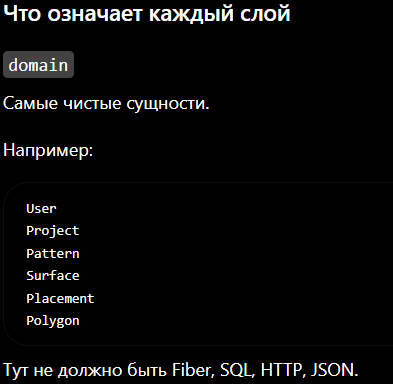 Что означает каждый слой
domain
Самые чистые сущности.
Например:
User
Project
Pattern
Surface
Placement
Polygon
Тут не должно быть Fiber, SQL, HTTP, JSON.